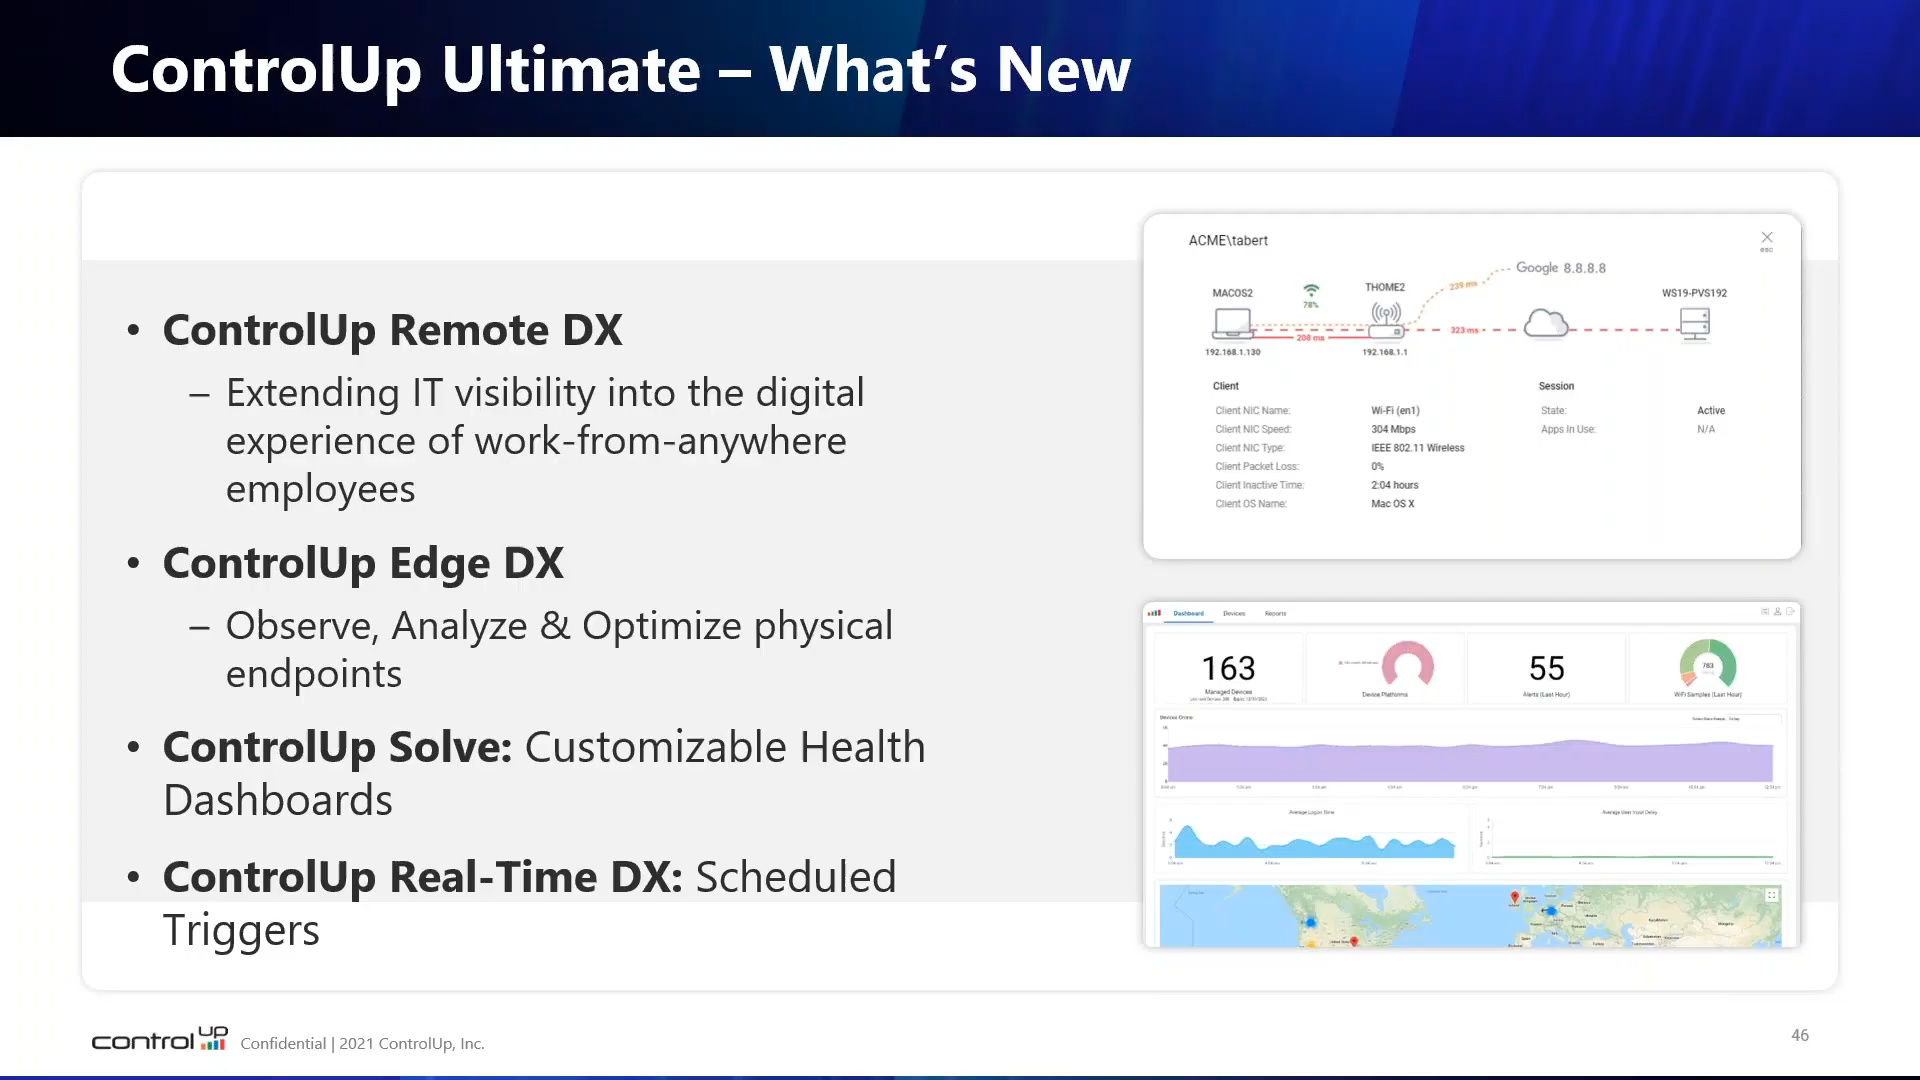 ControlUp Ultimate – What’s New
• ControlUp Remote DX
– Extending IT visibility into the digital
experience of work-from-anywhere
employees
• ControlUp Edge DX
– Observe, Analyze & Optimize physical
endpoints
• ControlUp Solve: Customizable Health
Dashboards
• ControlUp Real-Time DX: Scheduled
Triggers
ACME\tabert
esc
Google 8.8.8.8
239 ms
MACOS2
78%
THOME2
WS19-PVS192
208 ms
323 ms
192.168.1.130
192.168.1.1
Client
Session
Client NIC Name: Wi-Fi (en1)
State: Active
Client NIC Speed: 304 Mbps
Apps In Use: N/A
Client NIC Type: IEEE 802.11 Wireless
Client Packet Loss: 0%
Client Inactive Time: 2:04 hours
Client OS Name: Mac OS X
Dashboard Devices Reports
163
Managed Devices
Device Platforms
55
Alerts (Last Hour)
783
WiFi Samples (Last Hour)
Devices Online
Average Logon Time
Average User Input Delay
control up
Confidential | 2021 ControlUp, Inc.
46